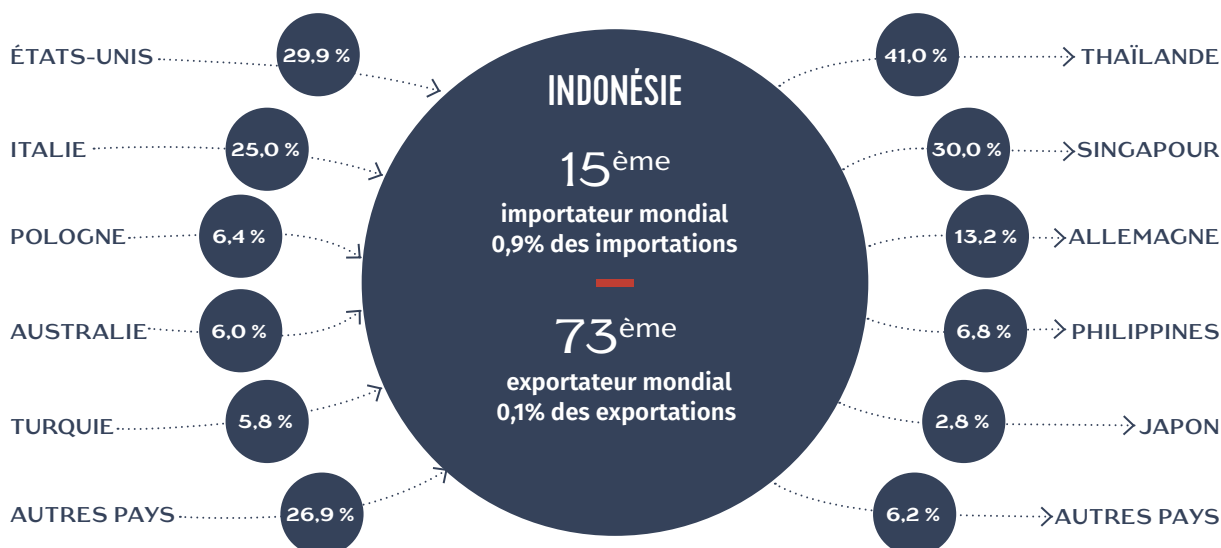 ÉTATS-UNIS
29,9 %
ITALIE
25,0 %
POLOGNE
6,4 %
AUSTRALIE
6,0 %
TURQUIE
5,8 %
AUTRES PAYS
26,9 %
INDONÉSIE
15ème
importateur mondial
0,9% des importations
73ème
exportateur mondial
0,1% des exportations
41,0 %
THAÏLANDE
30,0 %
SINGAPOUR
13,2 %
ALLEMAGNE
6,8 %
PHILIPPINES
2,8 %
JAPON
6,2 %
AUTRES PAYS